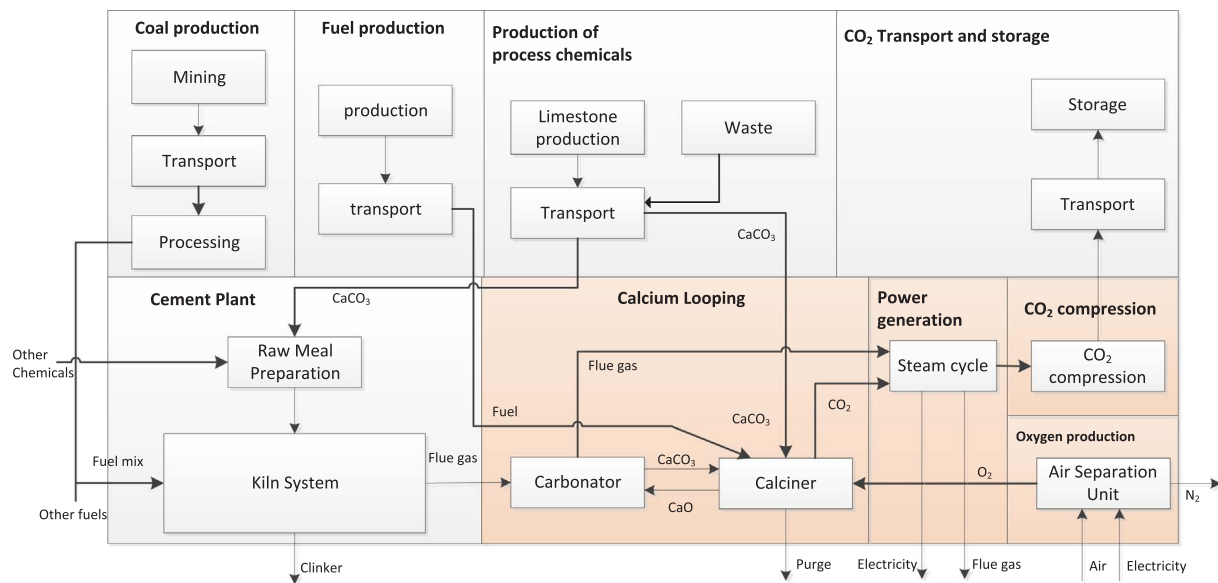 Coal production
Mining
Transport
Processing
Fuel production
production
transport
Production of
process chemicals
Limestone
production
Waste
Transport
CaCO₃
CO₂ Transport and storage
Storage
Transport
Cement Plant
CaCO₃
Other
Chemicals
Raw Meal
Preparation
Fuel mix
Other fuels
Kiln System
Flue gas
Clinker
Calcium Looping
Flue gas
Fuel
CaCO₃
CO₂
Carbonator
CaCO₃
CaO
Calciner
Purge
Power
generation
Steam cycle
Electricity
Flue gas
CO₂ compression
CO₂
compression
Oxygen production
O₂
Air Separation
Unit
N₂
Air
Electricity